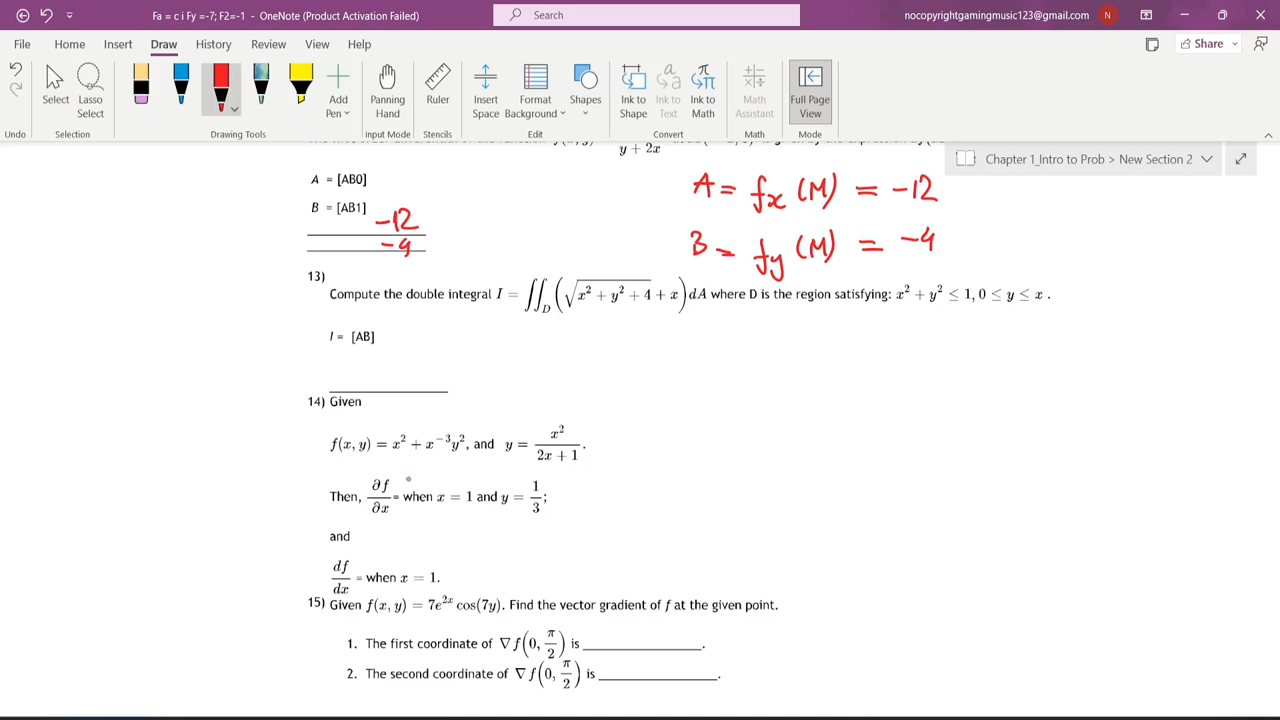 Fa = c i Fy =-7; F2=-1 - OneNote (Product Activation Failed)
Search
nocopyrightgamingmusic123@gmail.com
N
File Home Insert Draw History Review View Help
Share
Select
Lasso Select
Add Pen
Panning Hand
Ruler
Insert Space
Format Background
Shapes
Ink to Shape
Ink to Text
Ink to Math
Math Assistant
Full Page View
Undo Selection Drawing Tools Input Mode Stencils Edit Convert Math Mode
Chapter 1_Intro to Prob > New Section 2
y + 2x
A = [AB0]
A = fx (M) = -12
B = [AB1]
-12
-9
B = fy (M) = -9
13)
Compute the double integral I = ∬_D (√(x² + y² + 4) + x) dA where D is the region satisfying: x² + y² ≤ 1, 0 ≤ y ≤ x .
I = [AB]
14) Given
f(x, y) = x² + x⁻³y², and y = x²/(2x + 1).
Then, ∂f/∂x = when x = 1 and y = 1/3;
and
df/dx = when x = 1.
15) Given f(x, y) = 7e^{2x} cos(7y). Find the vector gradient of f at the given point.
1. The first coordinate of ∇f(0, π/2) is ____________.
2. The second coordinate of ∇f(0, π/2) is ____________.